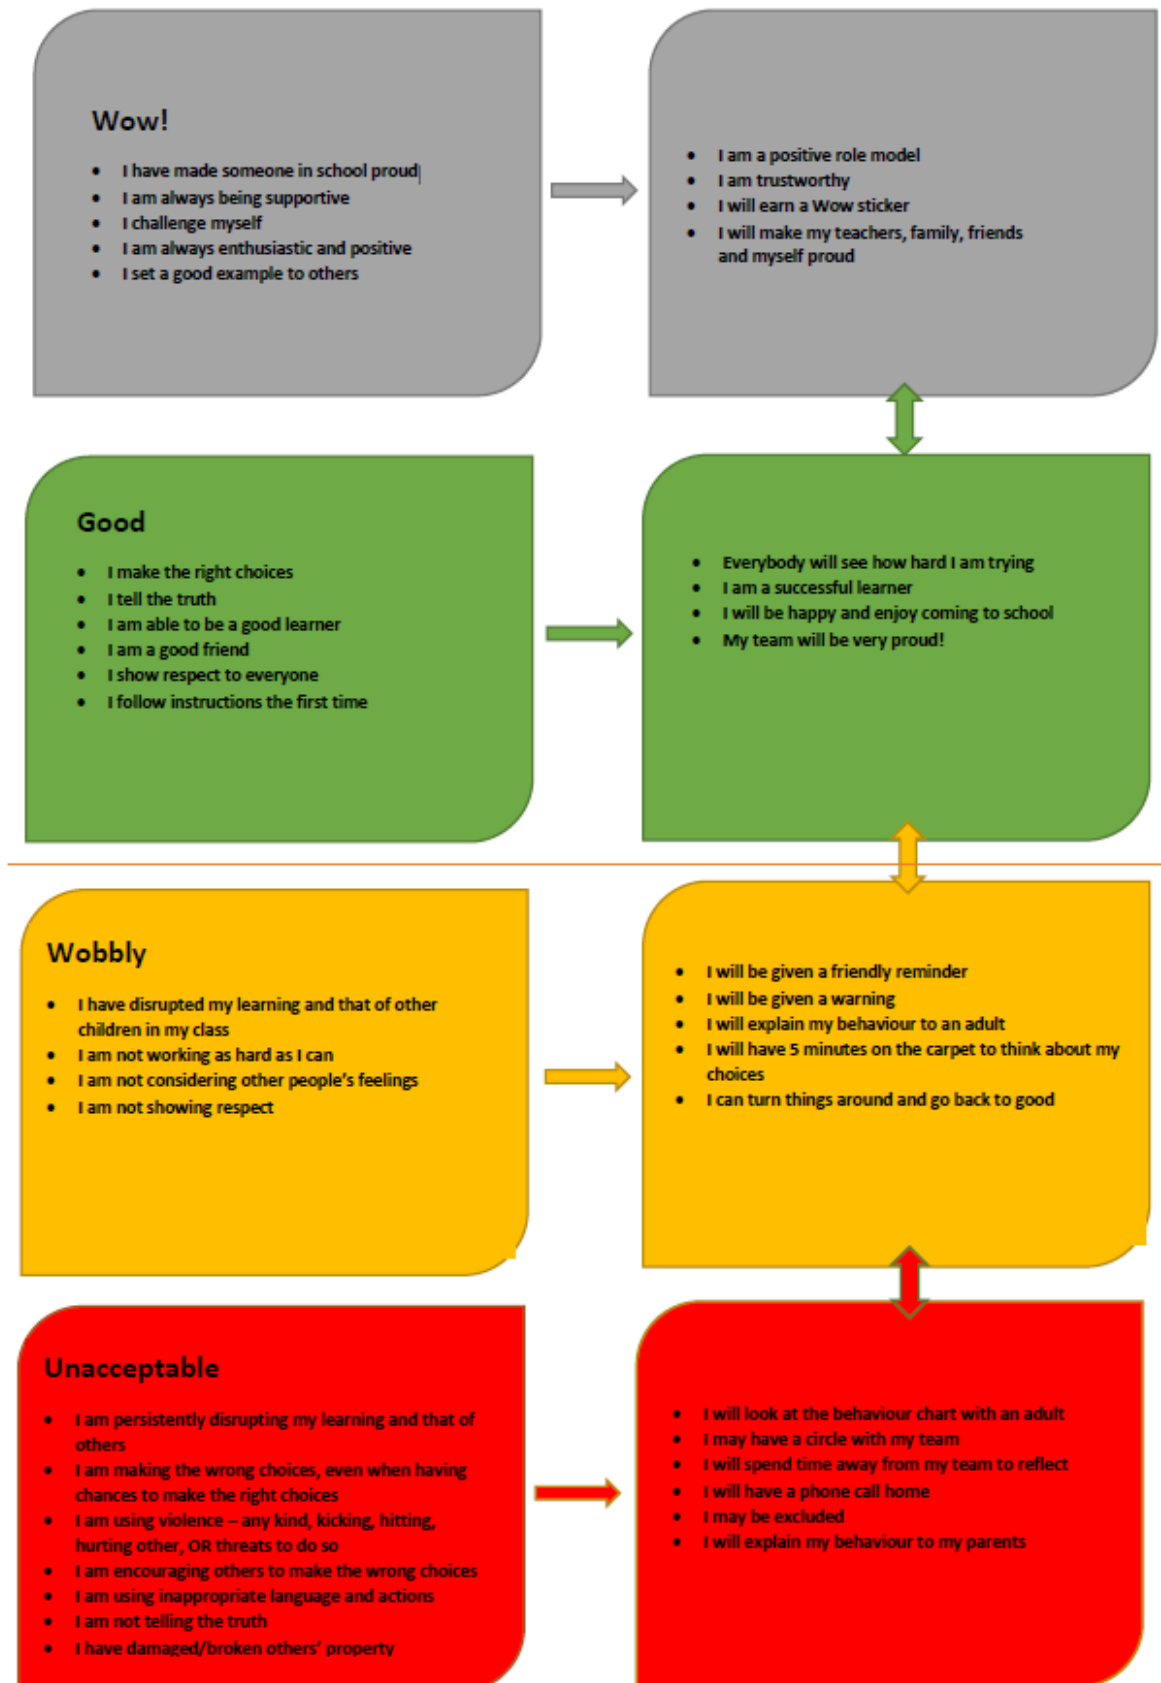 Wow!
• I have made someone in school proud
• I am always being supportive
• I challenge myself
• I am always enthusiastic and positive
• I set a good example to others
• I am a positive role model
• I am trustworthy
• I will earn a Wow sticker
• I will make my teachers, family, friends
and myself proud
Good
• I make the right choices
• I tell the truth
• I am able to be a good learner
• I am a good friend
• I show respect to everyone
• I follow instructions the first time
• Everybody will see how hard I am trying
• I am a successful learner
• I will be happy and enjoy coming to school
• My team will be very proud!
Wobbly
• I have disrupted my learning and that of other
children in my class
• I am not working as hard as I can
• I am not considering other people's feelings
• I am not showing respect
• I will be given a friendly reminder
• I will be given a warning
• I will explain my behaviour to an adult
• I will have 5 minutes on the carpet to think about my
choices
• I can turn things around and go back to good
Unacceptable
• I am persistently disrupting my learning and that of
others
• I am making the wrong choices, even when having
chances to make the right choices
• I am using violence – any kind, kicking, hitting,
hurting other, OR threats to do so
• I am encouraging others to make the wrong choices
• I am using inappropriate language and actions
• I am not telling the truth
• I have damaged/broken others' property
• I will look at the behaviour chart with an adult
• I may have a circle with my team
• I will spend time away from my team to reflect
• I will have a phone call home
• I may be excluded
• I will explain my behaviour to my parents